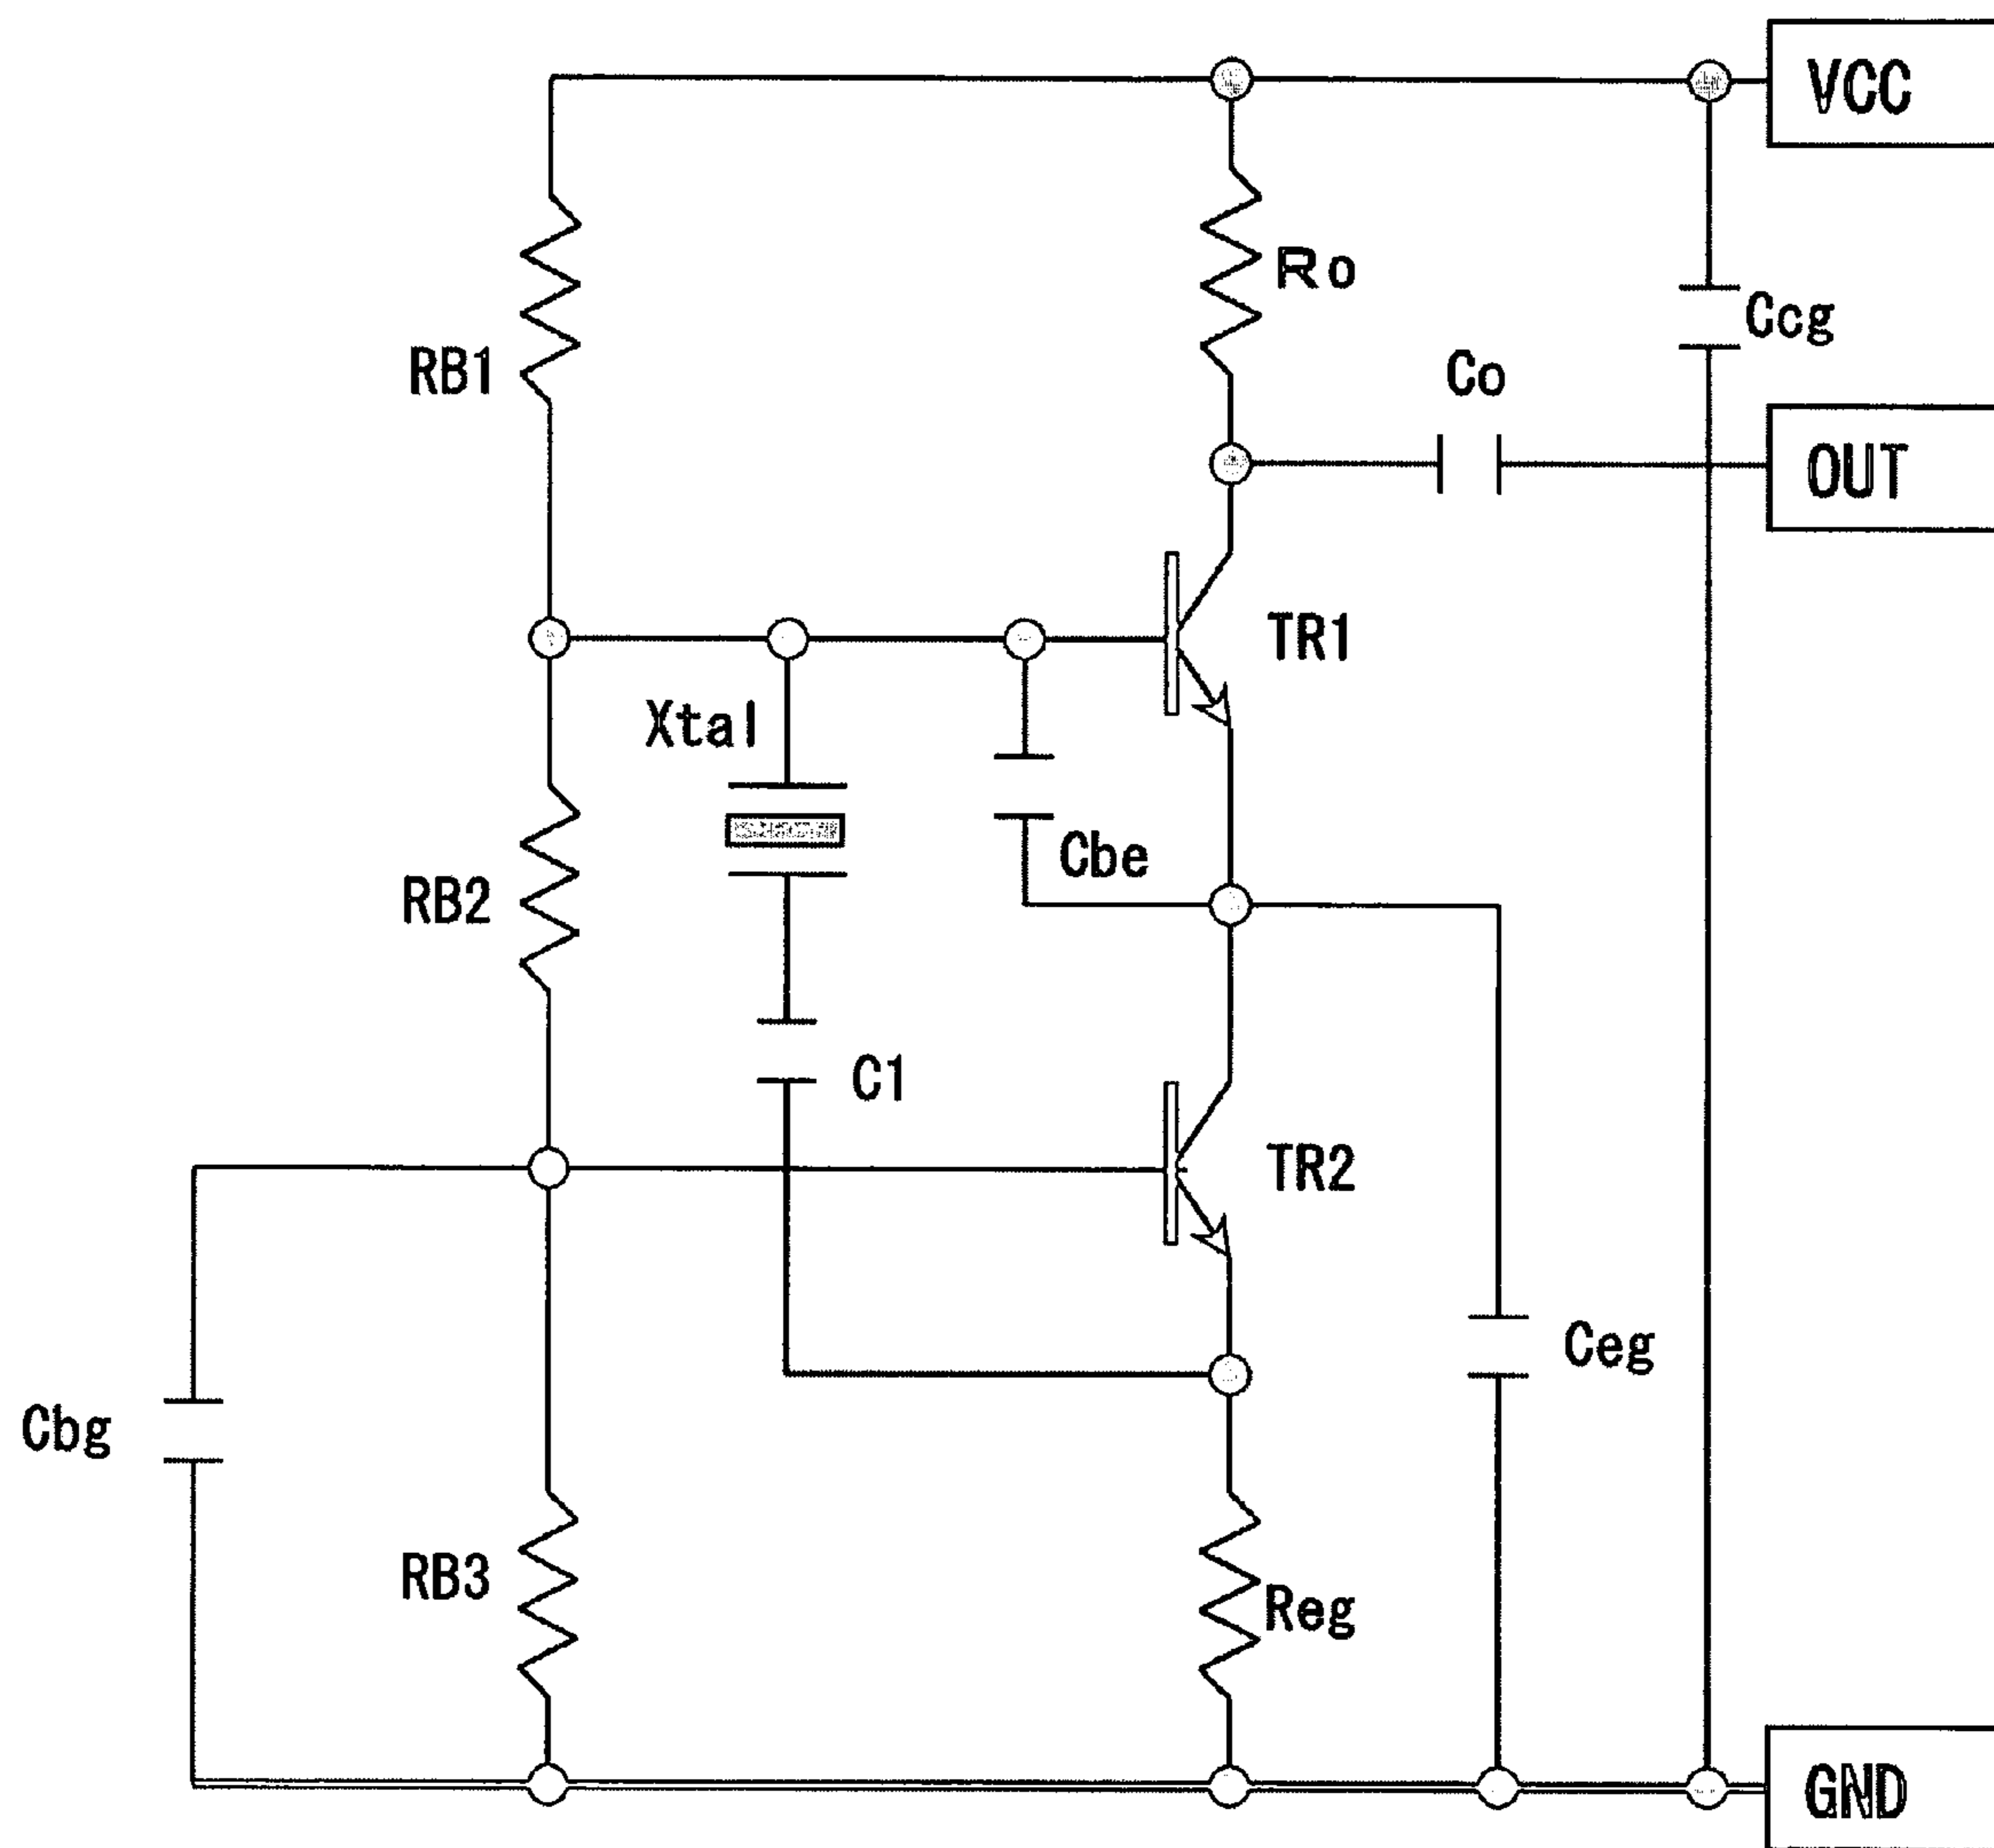 VCC
Ro
Ccg
RB1
Co
OUT
TR1
Xtal
Cbe
RB2
C1
TR2
Ceg
Cbg
RB3
Reg
GND